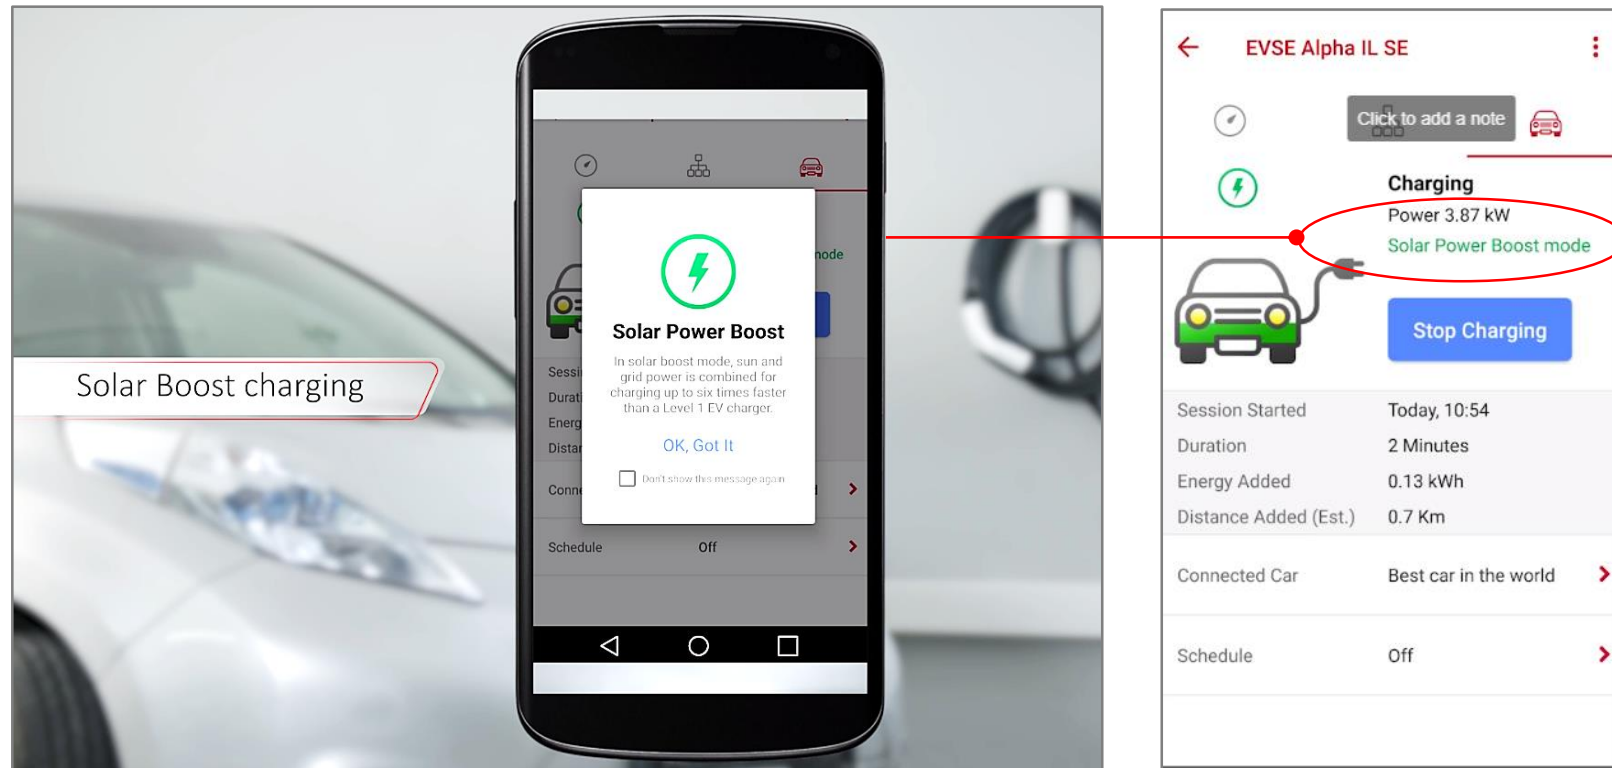 Solar Boost charging
node
Solar Power Boost
In solar boost mode, sun and
grid power is combined for
charging up to six times faster
than a Level 1 EV charger.
OK, Got It
Don't show this message again
Sessi
Durati
Energ
Distar
Conne
Schedule Off
EVSE Alpha IL SE
Click to add a note
Charging
Power 3.87 kW
Solar Power Boost mode
Stop Charging
Session Started Today, 10:54
Duration 2 Minutes
Energy Added 0.13 kWh
Distance Added (Est.) 0.7 Km
Connected Car Best car in the world
Schedule Off